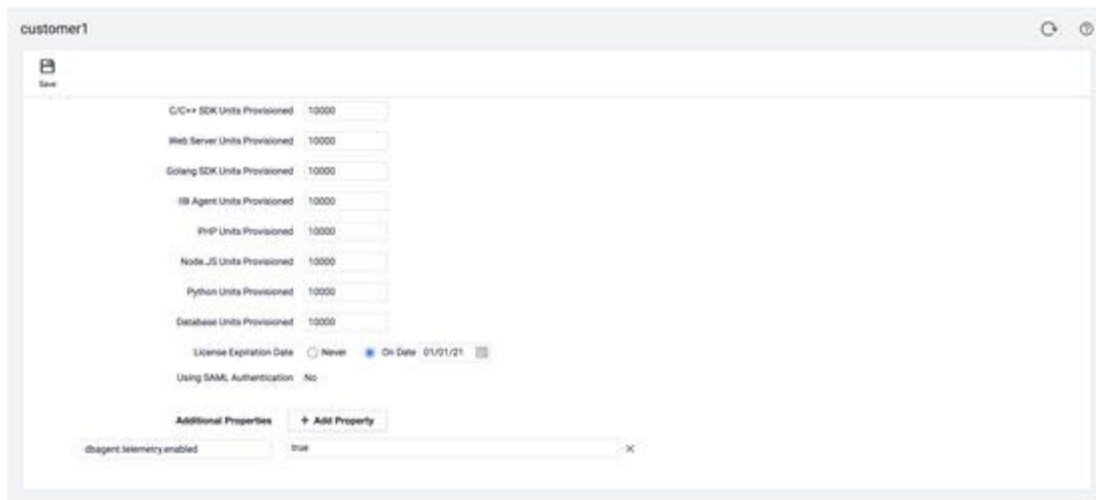 customer1
Save
C/C++ SDK Units Provisioned 10000
Web Server Units Provisioned 10000
Golang SDK Units Provisioned 10000
IIB Agent Units Provisioned 10000
PHP Units Provisioned 10000
Node.JS Units Provisioned 10000
Python Units Provisioned 10000
Database Units Provisioned 10000
License Expiration Date Never On Date 01/01/21
Using SAML Authentication No
Additional Properties + Add Property
dbagent.telemetry.enabled true